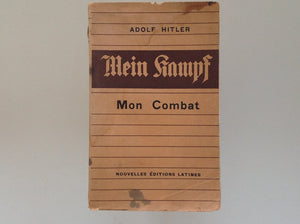 ADOLF HITLER
Mein Kampf
Mon Combat
NOUVELLES ÉDITIONS LATINES